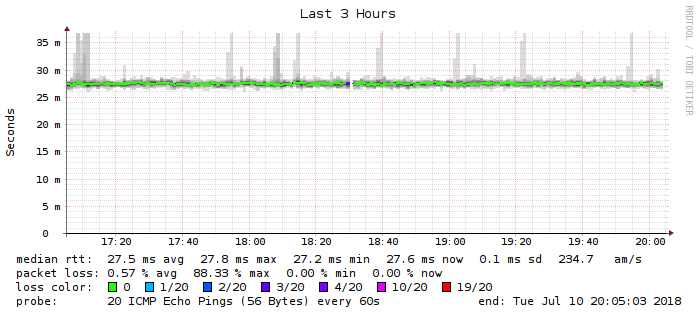 Last 3 Hours
RRDTOOL / TOBI OETIKER
Seconds
35 m
30 m
25 m
20 m
15 m
10 m
5 m
0
17:20 17:40 18:00 18:20 18:40 19:00 19:20 19:40 20:00
median rtt: 27.5 ms avg 27.8 ms max 27.2 ms min 27.6 ms now 0.1 ms sd 234.7 am/s
packet loss: 0.57 % avg 88.33 % max 0.00 % min 0.00 % now
loss color: 0 1/20 2/20 3/20 4/20 10/20 19/20
probe: 20 ICMP Echo Pings (56 Bytes) every 60s end: Tue Jul 10 20:05:03 2018